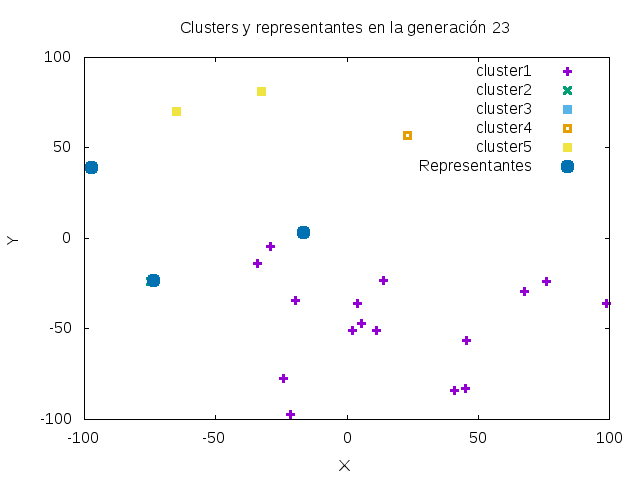 Clusters y representantes en la generación 23
cluster1
cluster2
cluster3
cluster4
cluster5
Representantes
100
50
0
-50
-100
Y
-100
-50
0
50
100
X